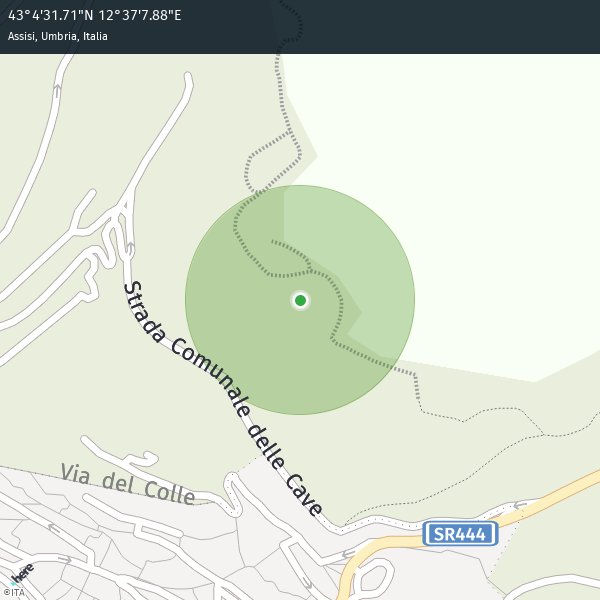 43°4'31.71"N 12°37'7.88"E
Assisi, Umbria, Italia
Strada Comunale delle Cave
Via del Colle
SR444
here
©ITA